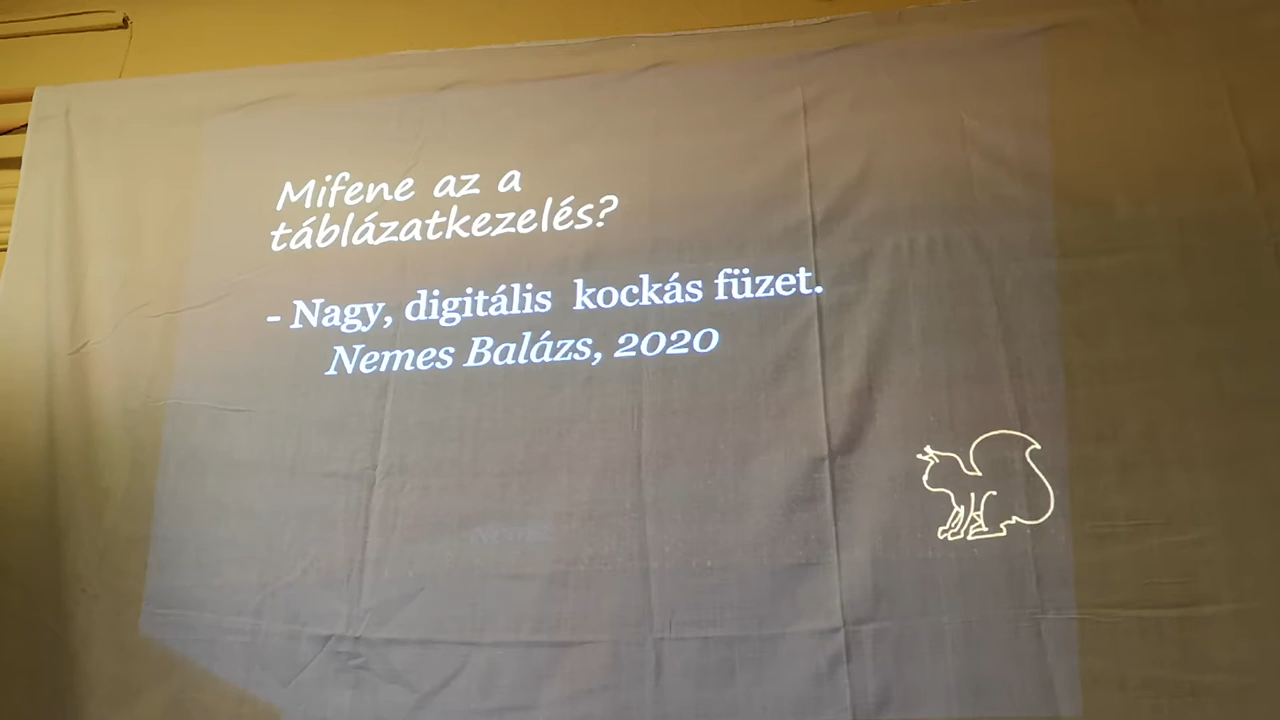 Mifene az a
táblázatkezelés?
- Nagy, digitális kockás füzet.
Nemes Balázs, 2020